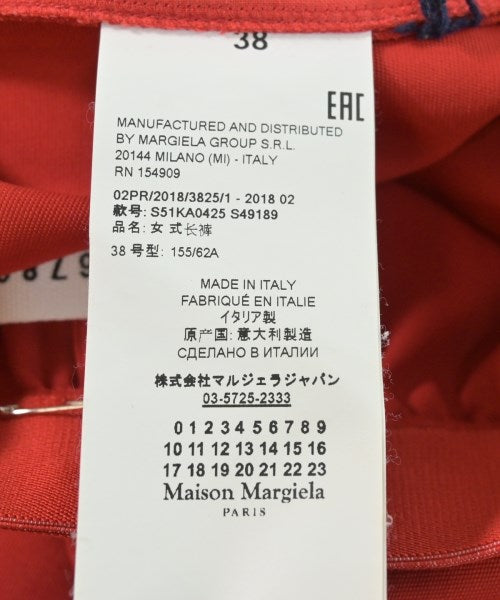 38
EAC
MANUFACTURED AND DISTRIBUTED
BY MARGIELA GROUP S.R.L.
20144 MILANO (MI) - ITALY
RN 154909
02PR/2018/3825/1 - 2018 02
款号: S51KA0425 S49189
品名: 女 式长裤
38 号型: 155/62A
MADE IN ITALY
FABRIQUÉ EN ITALIE
イタリア製
原产国: 意大利製造
СДЕЛАНО В ИТАЛИИ
株式会社マルジェラジャパン
03-5725-2333
0 1 2 3 4 5 6 7 8 9
10 11 12 13 14 15 16
17 18 19 20 21 22 23
Maison Margiela
PARIS